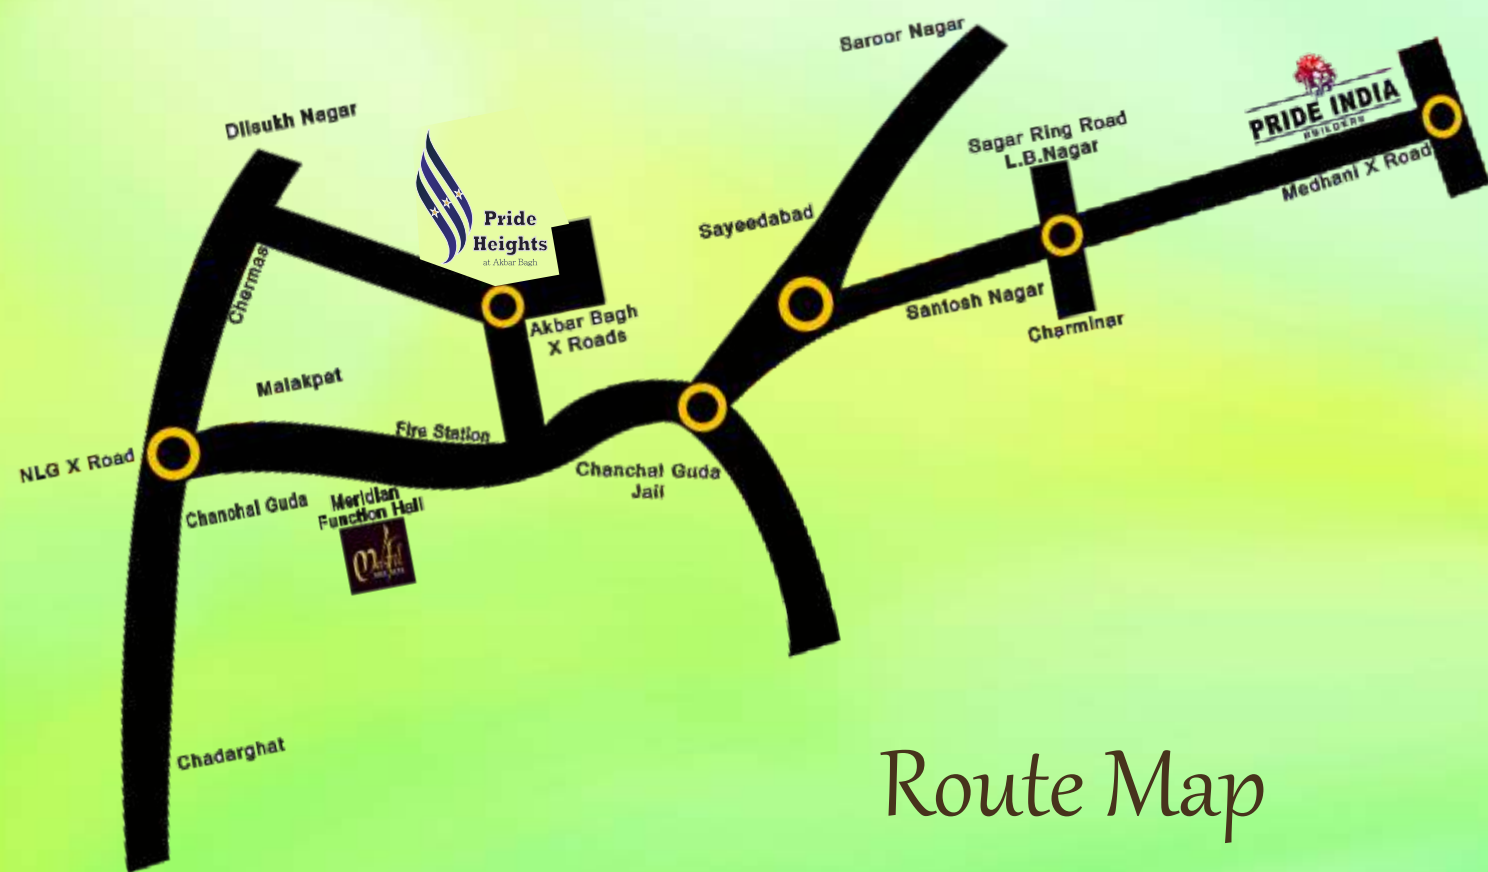 Saroor Nagar
Dilsukh Nagar
Sagar Ring Road
L.B.Nagar
PRIDE INDIA
BUILDERS
Medhani X Road
Pride
Heights
at Akbar Bagh
Sayeedabad
Chermas
Akbar Bagh
X Roads
Santosh Nagar
Charminar
Malakpet
Fire Station
NLG X Road
Chanchal Guda
Jail
Chanchal Guda
Meridian
Function Hall
Chadarghat
Route Map